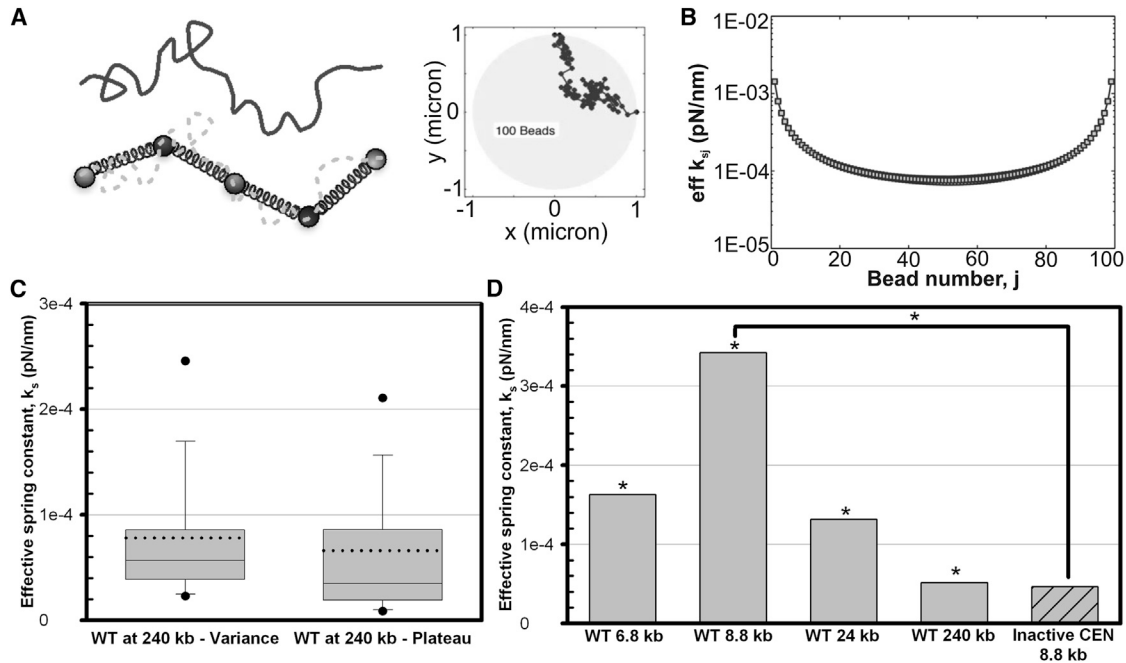 A
y (micron)
1
0
-1
100 Beads
-1
0
1
x (micron)
B
eff ksj (pN/nm)
1E-02
1E-03
1E-04
1E-05
0
20
40
60
80
100
Bead number, j
C
Effective spring constant, ks (pN/nm)
3e-4
2e-4
1e-4
0
WT at 240 kb - Variance
WT at 240 kb - Plateau
D
Effective spring constant, ks (pN/nm)
4e-4
3e-4
2e-4
1e-4
0
*
*
*
*
*
WT 6.8 kb
WT 8.8 kb
WT 24 kb
WT 240 kb
Inactive CEN
8.8 kb